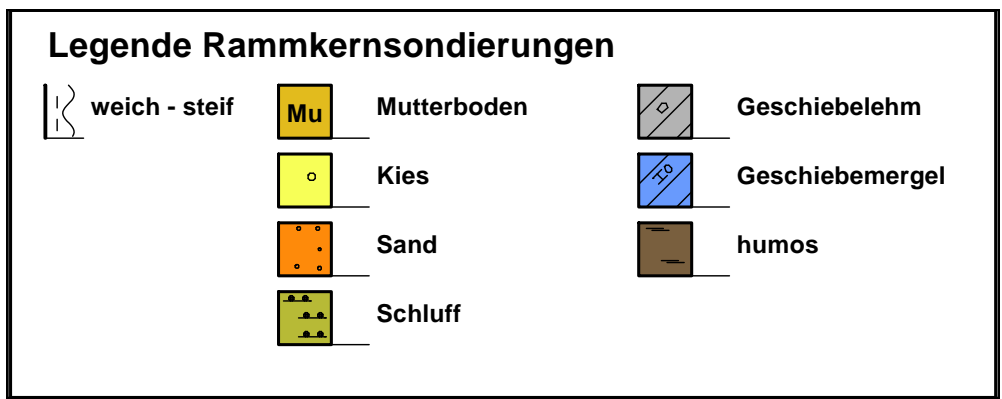 Legende Rammkernsondierungen
weich - steif
Mu Mutterboden
Geschiebelehm
Kies
Geschiebemergel
Sand
humos
Schluff